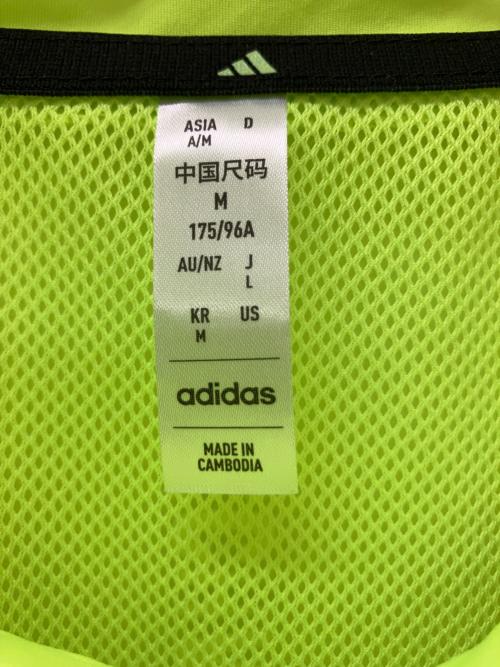 ASIA D
A/M
中国尺码
M
175/96A
AU/NZ J
L
KR US
M
adidas
MADE IN
CAMBODIA